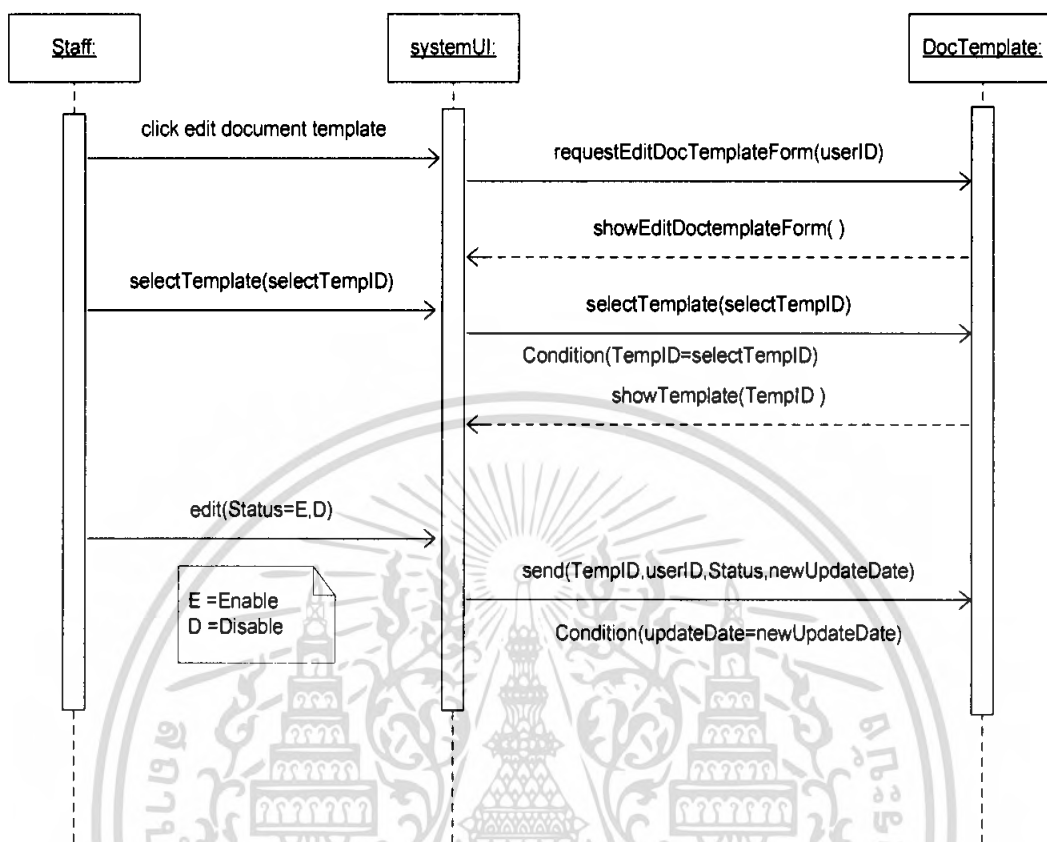 Staff:
systemUI:
DocTemplate:
click edit document template
requestEditDocTemplateForm(userID)
showEditDoctemplateForm( )
selectTemplate(selectTempID)
selectTemplate(selectTempID)
Condition(TempID=selectTempID)
showTemplate(TempID )
edit(Status=E,D)
send(TempID,userID,Status,newUpdateDate)
E =Enable
D =Disable
Condition(updateDate=newUpdateDate)